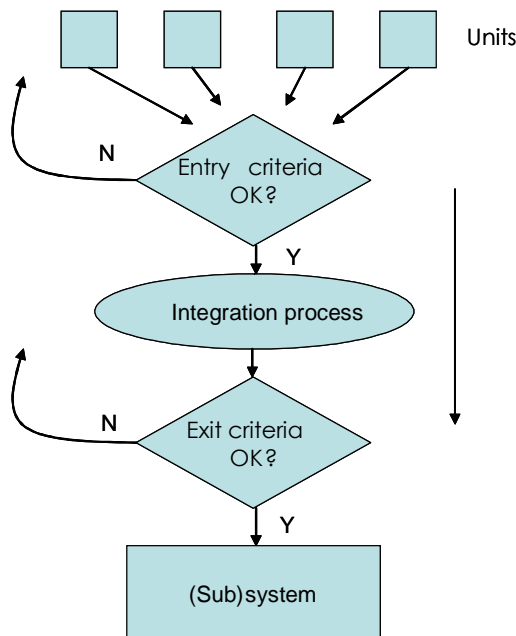 Units
N
Entry criteria
OK?
Y
Integration process
N
Exit criteria
OK?
Y
(Sub)system